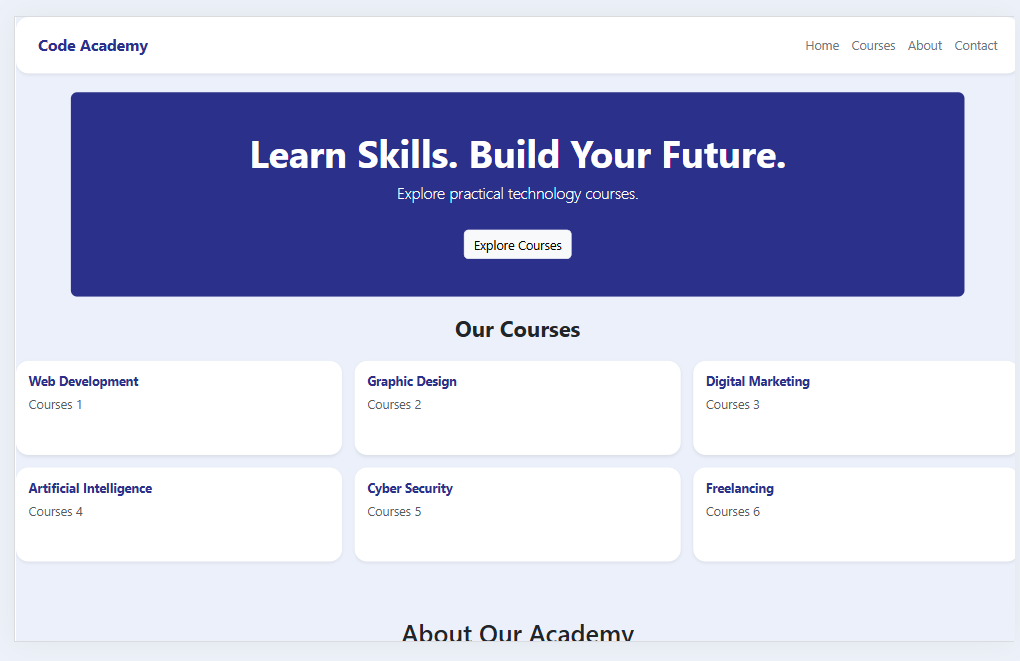 Code Academy
Home Courses About Contact
Learn Skills. Build Your Future.
Explore practical technology courses.
Explore Courses
Our Courses
Web Development
Courses 1
Graphic Design
Courses 2
Digital Marketing
Courses 3
Artificial Intelligence
Courses 4
Cyber Security
Courses 5
Freelancing
Courses 6
About Our Academy